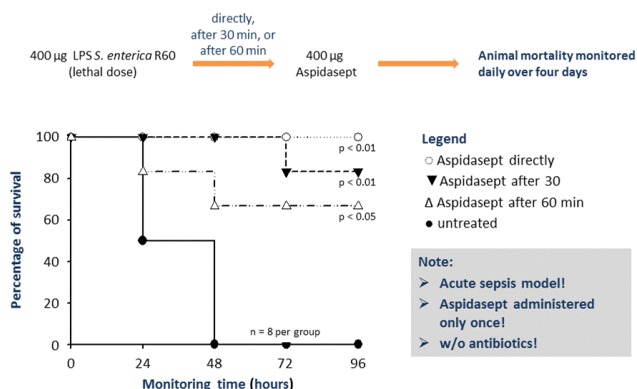 directly,
after 30 min, or
after 60 min
400 µg LPS S. enterica R60
(lethal dose)
400 µg
Aspidasept
Animal mortality monitored
daily over four days
Percentage of survival
100
80
60
40
20
0
p < 0.01
p < 0.01
p < 0.05
n = 8 per group
0 24 48 72 96
Monitoring time (hours)
Legend
Aspidasept directly
Aspidasept after 30
Aspidasept after 60 min
untreated
Note:
Acute sepsis model!
Aspidasept administered
only once!
w/o antibiotics!